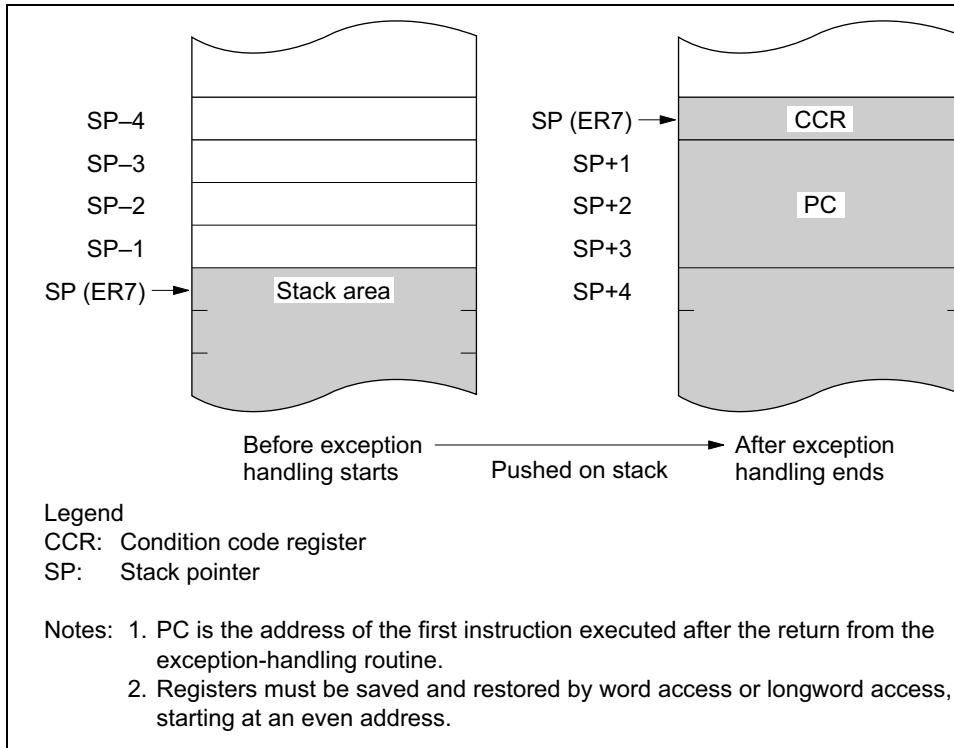 SP–4
SP–3
SP–2
SP–1
SP (ER7)
Stack area
SP (ER7)
CCR
SP+1
SP+2
PC
SP+3
SP+4
Before exception
handling starts
Pushed on stack
After exception
handling ends
Legend
CCR: Condition code register
SP: Stack pointer
Notes: 1. PC is the address of the first instruction executed after the return from the
exception-handling routine.
2. Registers must be saved and restored by word access or longword access,
starting at an even address.